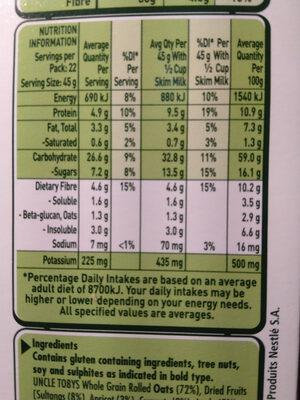 Fibre
NUTRITION INFORMATION
Servings per Pack: 22
Serving Size: 45 g
Average Quantity Per Serving
%DI* Per Serving
Avg Qty Per 45 g With ½ Cup Skim Milk
%DI* Per 45 g With ½ Cup Skim Milk
Average Quantity Per 100g
Energy 690 kJ 8% 880 kJ 10% 1540 kJ
Protein 4.9 g 10% 9.5 g 19% 10.9 g
Fat, Total 3.3 g 5% 3.4 g 5% 7.3 g
-Saturated 0.6 g 2% 0.7 g 3% 1.3 g
Carbohydrate 26.6 g 9% 32.8 g 11% 59.0 g
-Sugars 7.2 g 8% 13.5 g 15% 16.1 g
Dietary Fibre 4.6 g 15% 4.6 g 15% 10.2 g
- Soluble 1.6 g 1.6 g 3.5 g
- Beta-glucan, Oats 1.3 g 1.3 g 2.9 g
- Insoluble 3.0 g 3.0 g 6.6 g
Sodium 7 mg <1% 70 mg 3% 16 mg
Potassium 225 mg 435 mg 500 mg
*Percentage Daily Intakes are based on an average
adult diet of 8700kJ. Your daily intakes may be
higher or lower depending on your energy needs.
All specified values are averages.
Ingredients
Contains gluten containing ingredients, tree nuts,
soy and sulphites as indicated in bold type.
UNCLE TOBYS Whole Grain Rolled Oats (72%), Dried Fruits
(Sultanas (8%), Apricot (3%),
Produits Nestlé S.A.